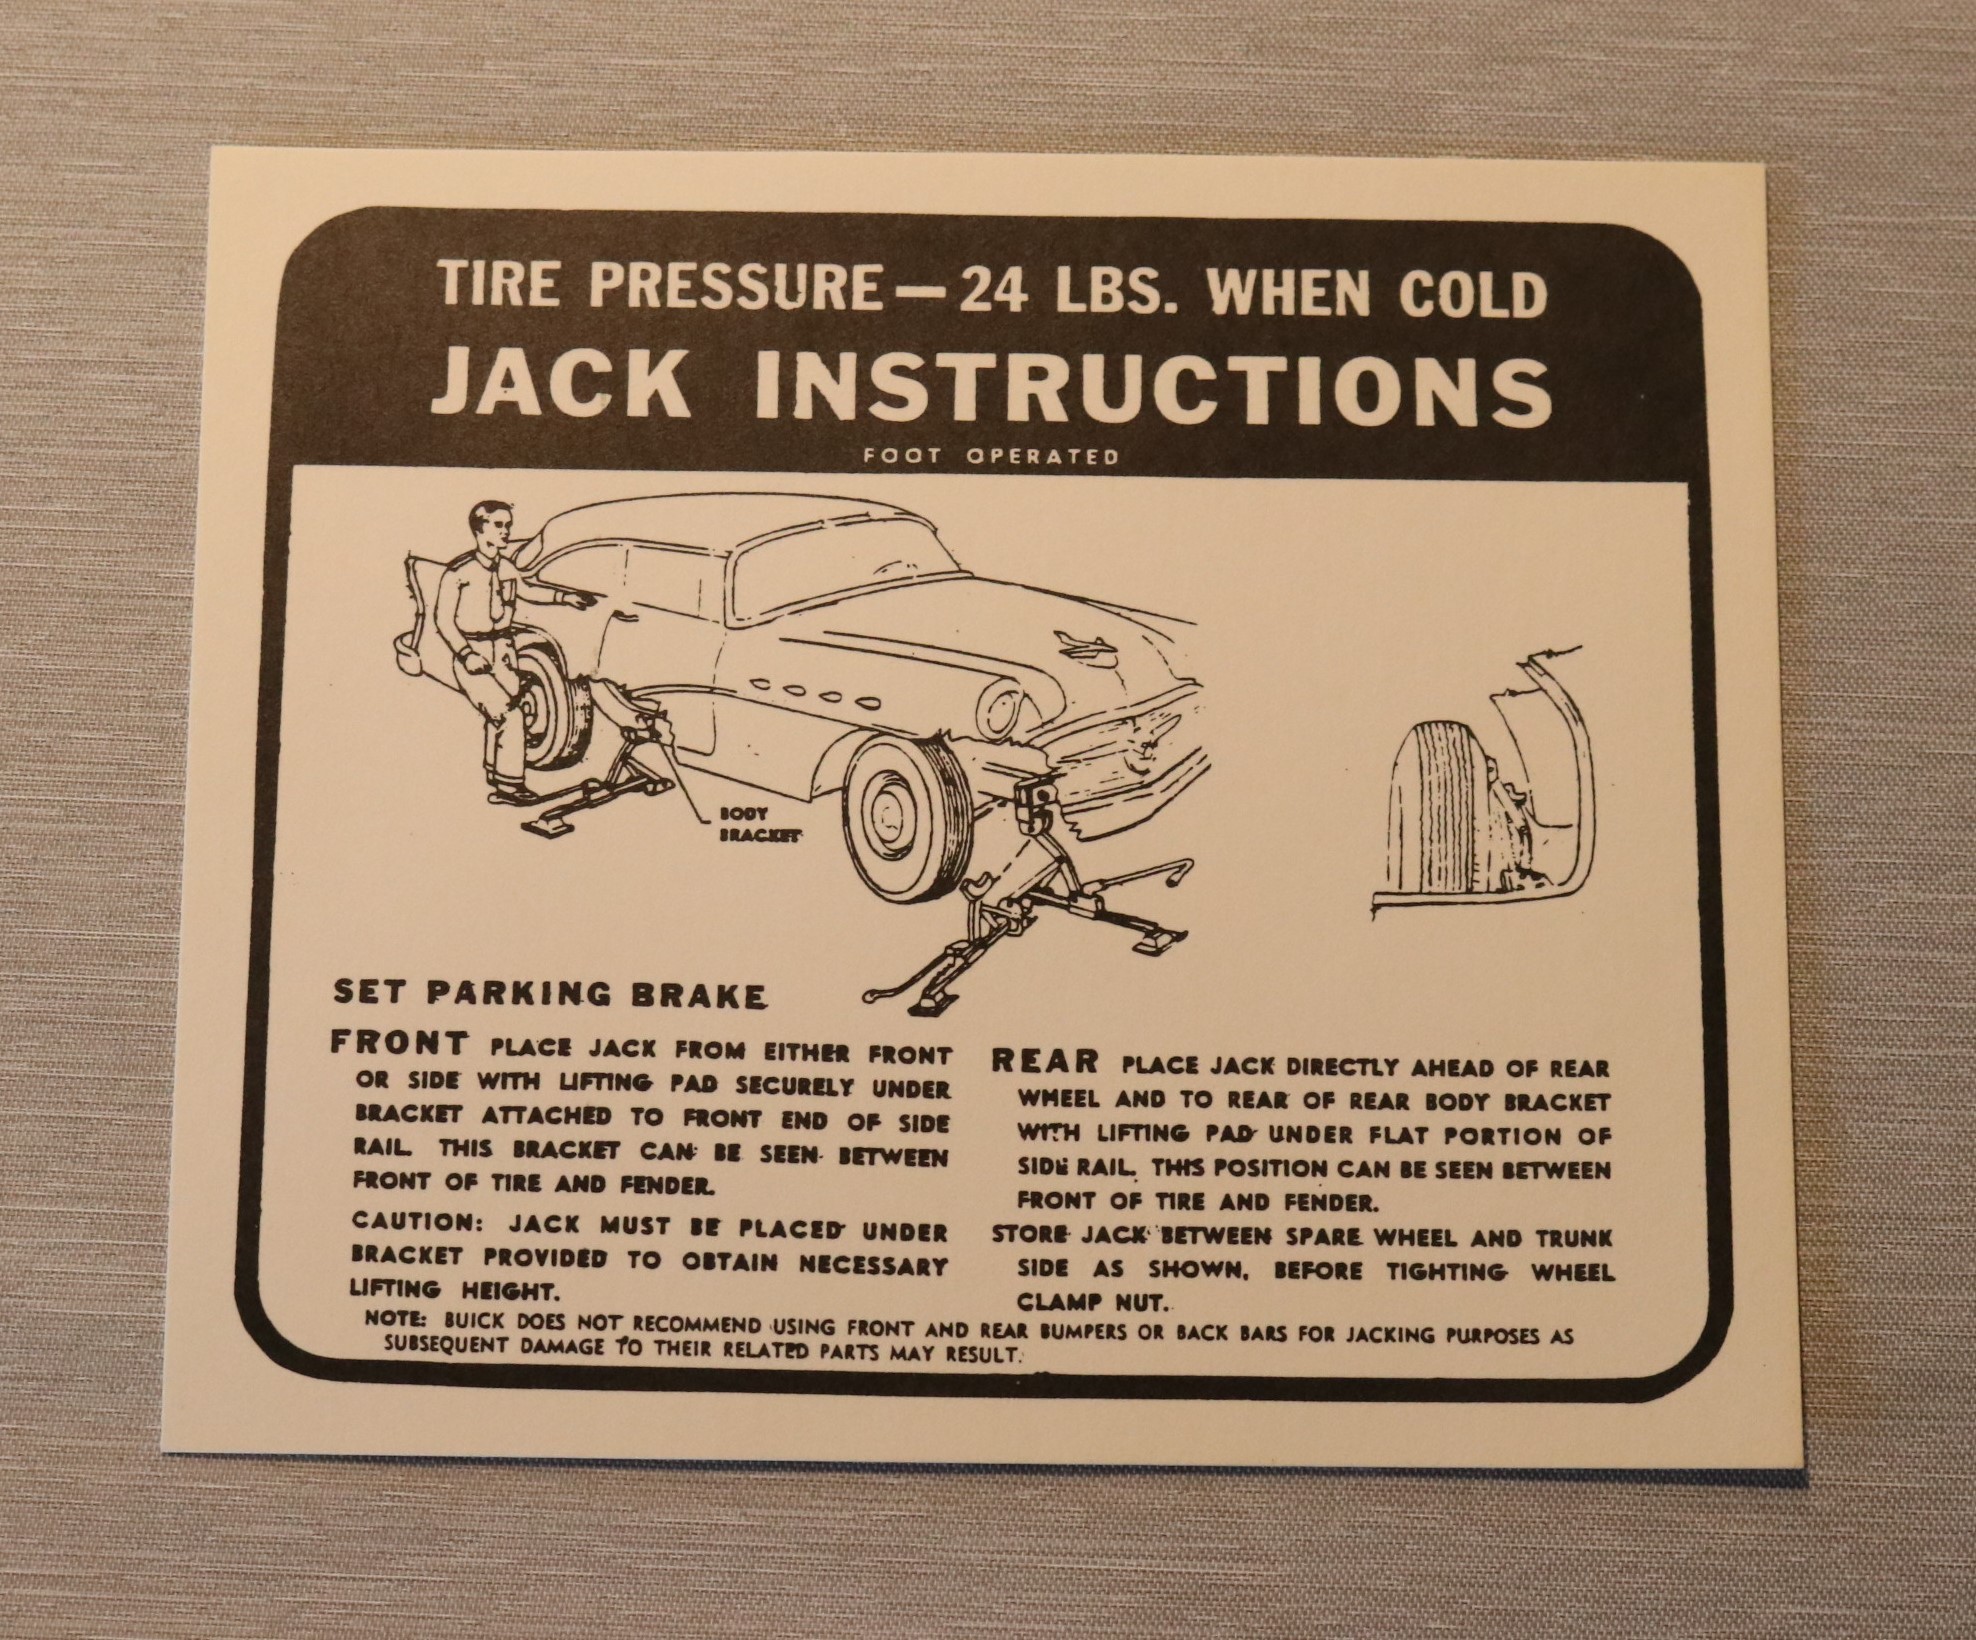 TIRE PRESSURE — 24 LBS. WHEN COLD
JACK INSTRUCTIONS
FOOT OPERATED
BODY
BRACKET
SET PARKING BRAKE
FRONT PLACE JACK FROM EITHER FRONT
OR SIDE WITH LIFTING PAD SECURELY UNDER
BRACKET ATTACHED TO FRONT END OF SIDE
RAIL. THIS BRACKET CAN BE SEEN BETWEEN
FRONT OF TIRE AND FENDER.
CAUTION: JACK MUST BE PLACED UNDER
BRACKET PROVIDED TO OBTAIN NECESSARY
LIFTING HEIGHT.
REAR PLACE JACK DIRECTLY AHEAD OF REAR
WHEEL AND TO REAR OF REAR BODY BRACKET
WITH LIFTING PAD UNDER FLAT PORTION OF
SIDE RAIL. THIS POSITION CAN BE SEEN BETWEEN
FRONT OF TIRE AND FENDER.
STORE JACK BETWEEN SPARE WHEEL AND TRUNK
SIDE AS SHOWN, BEFORE TIGHTING WHEEL
CLAMP NUT.
NOTE: BUICK DOES NOT RECOMMEND USING FRONT AND REAR BUMPERS OR BACK BARS FOR JACKING PURPOSES AS
SUBSEQUENT DAMAGE TO THEIR RELATED PARTS MAY RESULT.